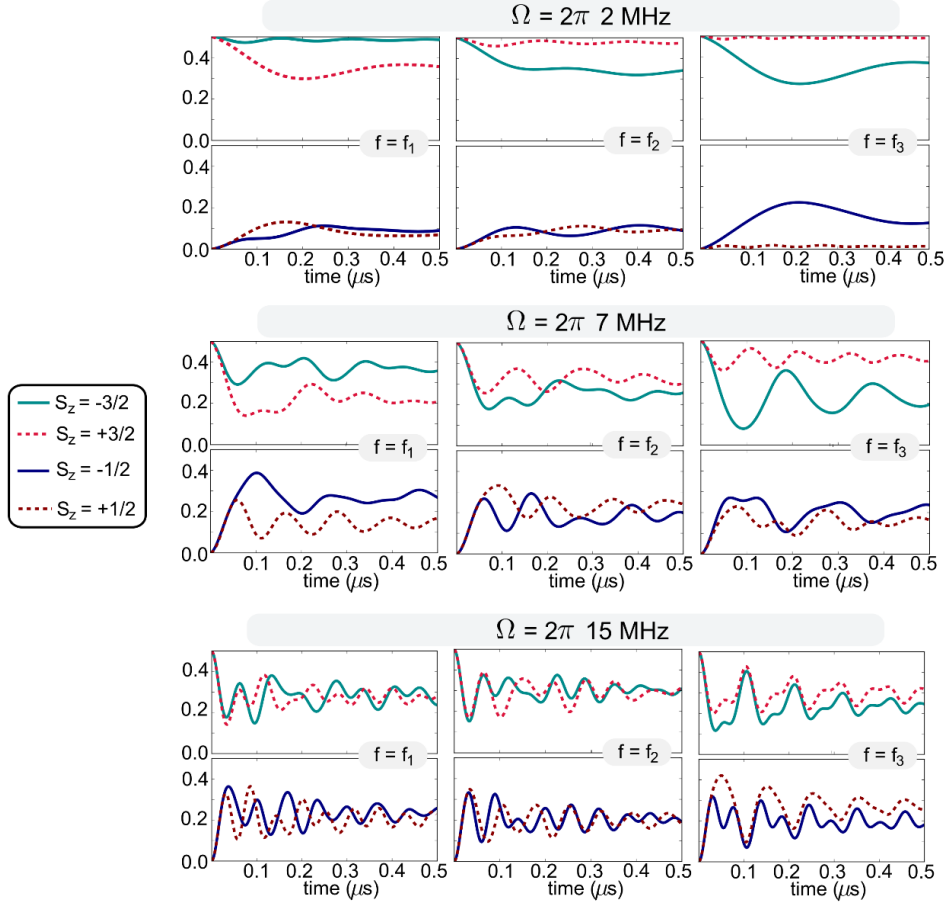 Ω = 2π 2 MHz
0.4
0.2
0.0
f = f₁
f = f₂
f = f₃
0.4
0.2
0.0
0.1 0.2 0.3 0.4 0.5
0.1 0.2 0.3 0.4 0.5
0.1 0.2 0.3 0.4 0.5
time (μs)
time (μs)
time (μs)
Ω = 2π 7 MHz
0.4
0.2
0.0
f = f₁
f = f₂
f = f₃
0.4
0.2
0.0
0.1 0.2 0.3 0.4 0.5
0.1 0.2 0.3 0.4 0.5
0.1 0.2 0.3 0.4 0.5
time (μs)
time (μs)
time (μs)
S_z = -3/2
S_z = +3/2
S_z = -1/2
S_z = +1/2
Ω = 2π 15 MHz
0.4
0.2
0.0
f = f₁
f = f₂
f = f₃
0.4
0.2
0.0
0.1 0.2 0.3 0.4 0.5
0.1 0.2 0.3 0.4 0.5
0.1 0.2 0.3 0.4 0.5
time (μs)
time (μs)
time (μs)